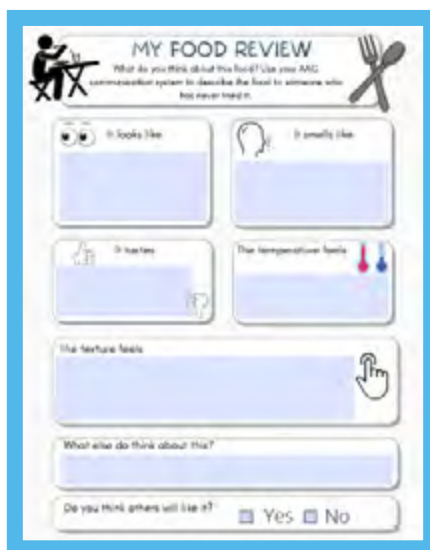 MY FOOD REVIEW
What do you think about this food? Use your AAC
communication system to describe the food to someone who
has never tried it.
It looks like
It smells like
It tastes
The temperature feels
The texture feels
What else do think about this?
Do you think others will like it?
Yes No